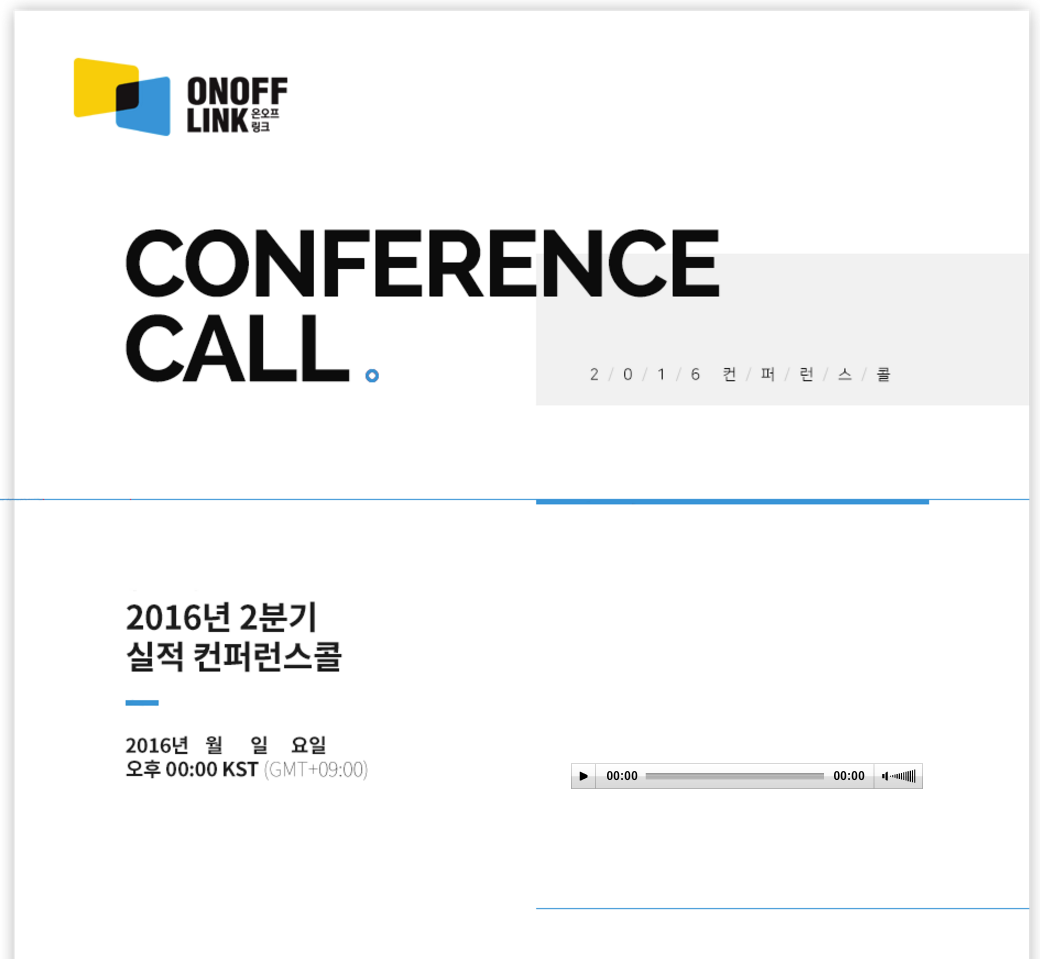 ONOFF
LINK 온오프
링크
CONFERENCE
CALL
2/0/1/6 컨/퍼/런/스/콜
2016년 2분기
실적 컨퍼런스콜
2016년 월 일 요일
오후 00:00 KST (GMT+09:00)
00:00 00:00